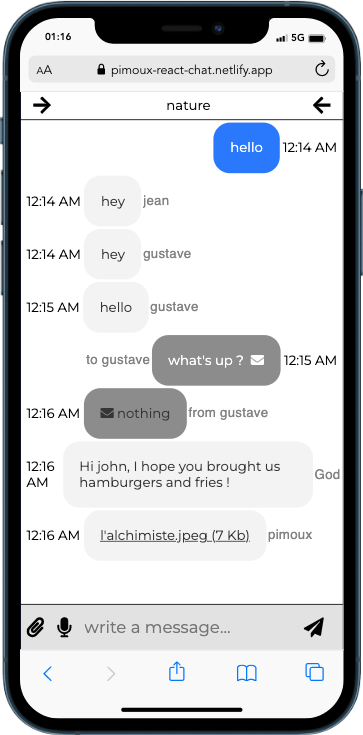 01:16 5G
AA pimoux-react-chat.netlify.app
nature
hello 12:14 AM
12:14 AM hey jean
12:14 AM hey gustave
12:15 AM hello gustave
to gustave what's up ? 12:15 AM
12:16 AM nothing from gustave
12:16 AM Hi john, I hope you brought us
hamburgers and fries ! God
12:16 AM l'alchimiste.jpeg (7 Kb) pimoux
write a message...